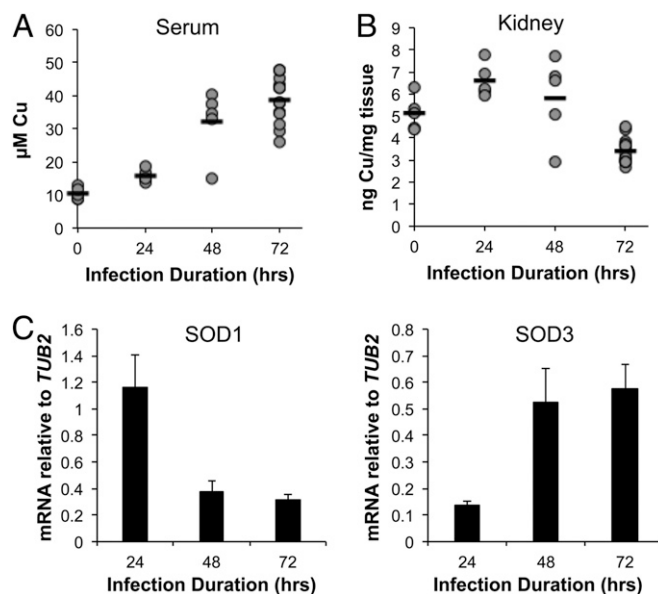 A
Serum
µM Cu
60
50
40
30
20
10
0
0 24 48 72
Infection Duration (hrs)
B
Kidney
ng Cu/mg tissue
9
8
7
6
5
4
3
2
1
0
0 24 48 72
Infection Duration (hrs)
C
SOD1
mRNA relative to TUB2
1.6
1.4
1.2
1
0.8
0.6
0.4
0.2
0
24 48 72
Infection Duration (hrs)
SOD3
mRNA relative to TUB2
0.8
0.7
0.6
0.5
0.4
0.3
0.2
0.1
0
24 48 72
Infection Duration (hrs)